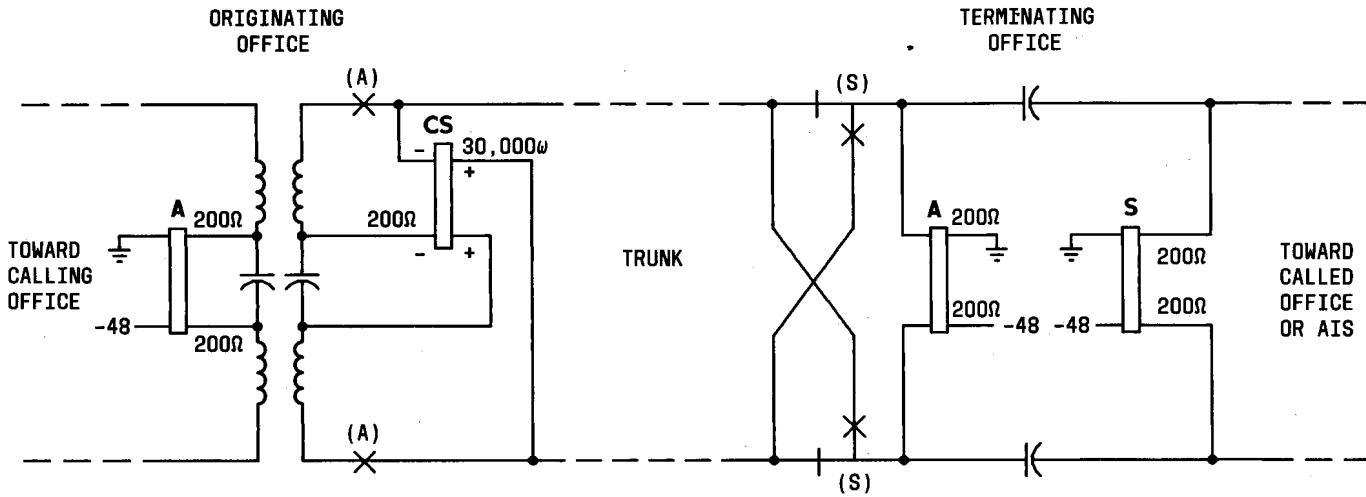 ORIGINATING
OFFICE
TERMINATING
OFFICE
(A)
(S)
CS
- 30,000ω
+
A
200Ω
200Ω
- +
-48
200Ω
TOWARD
CALLING
OFFICE
TRUNK
A
200Ω
200Ω
-48
S
200Ω
200Ω
-48
TOWARD
CALLED
OFFICE
OR AIS
(A)
(S)